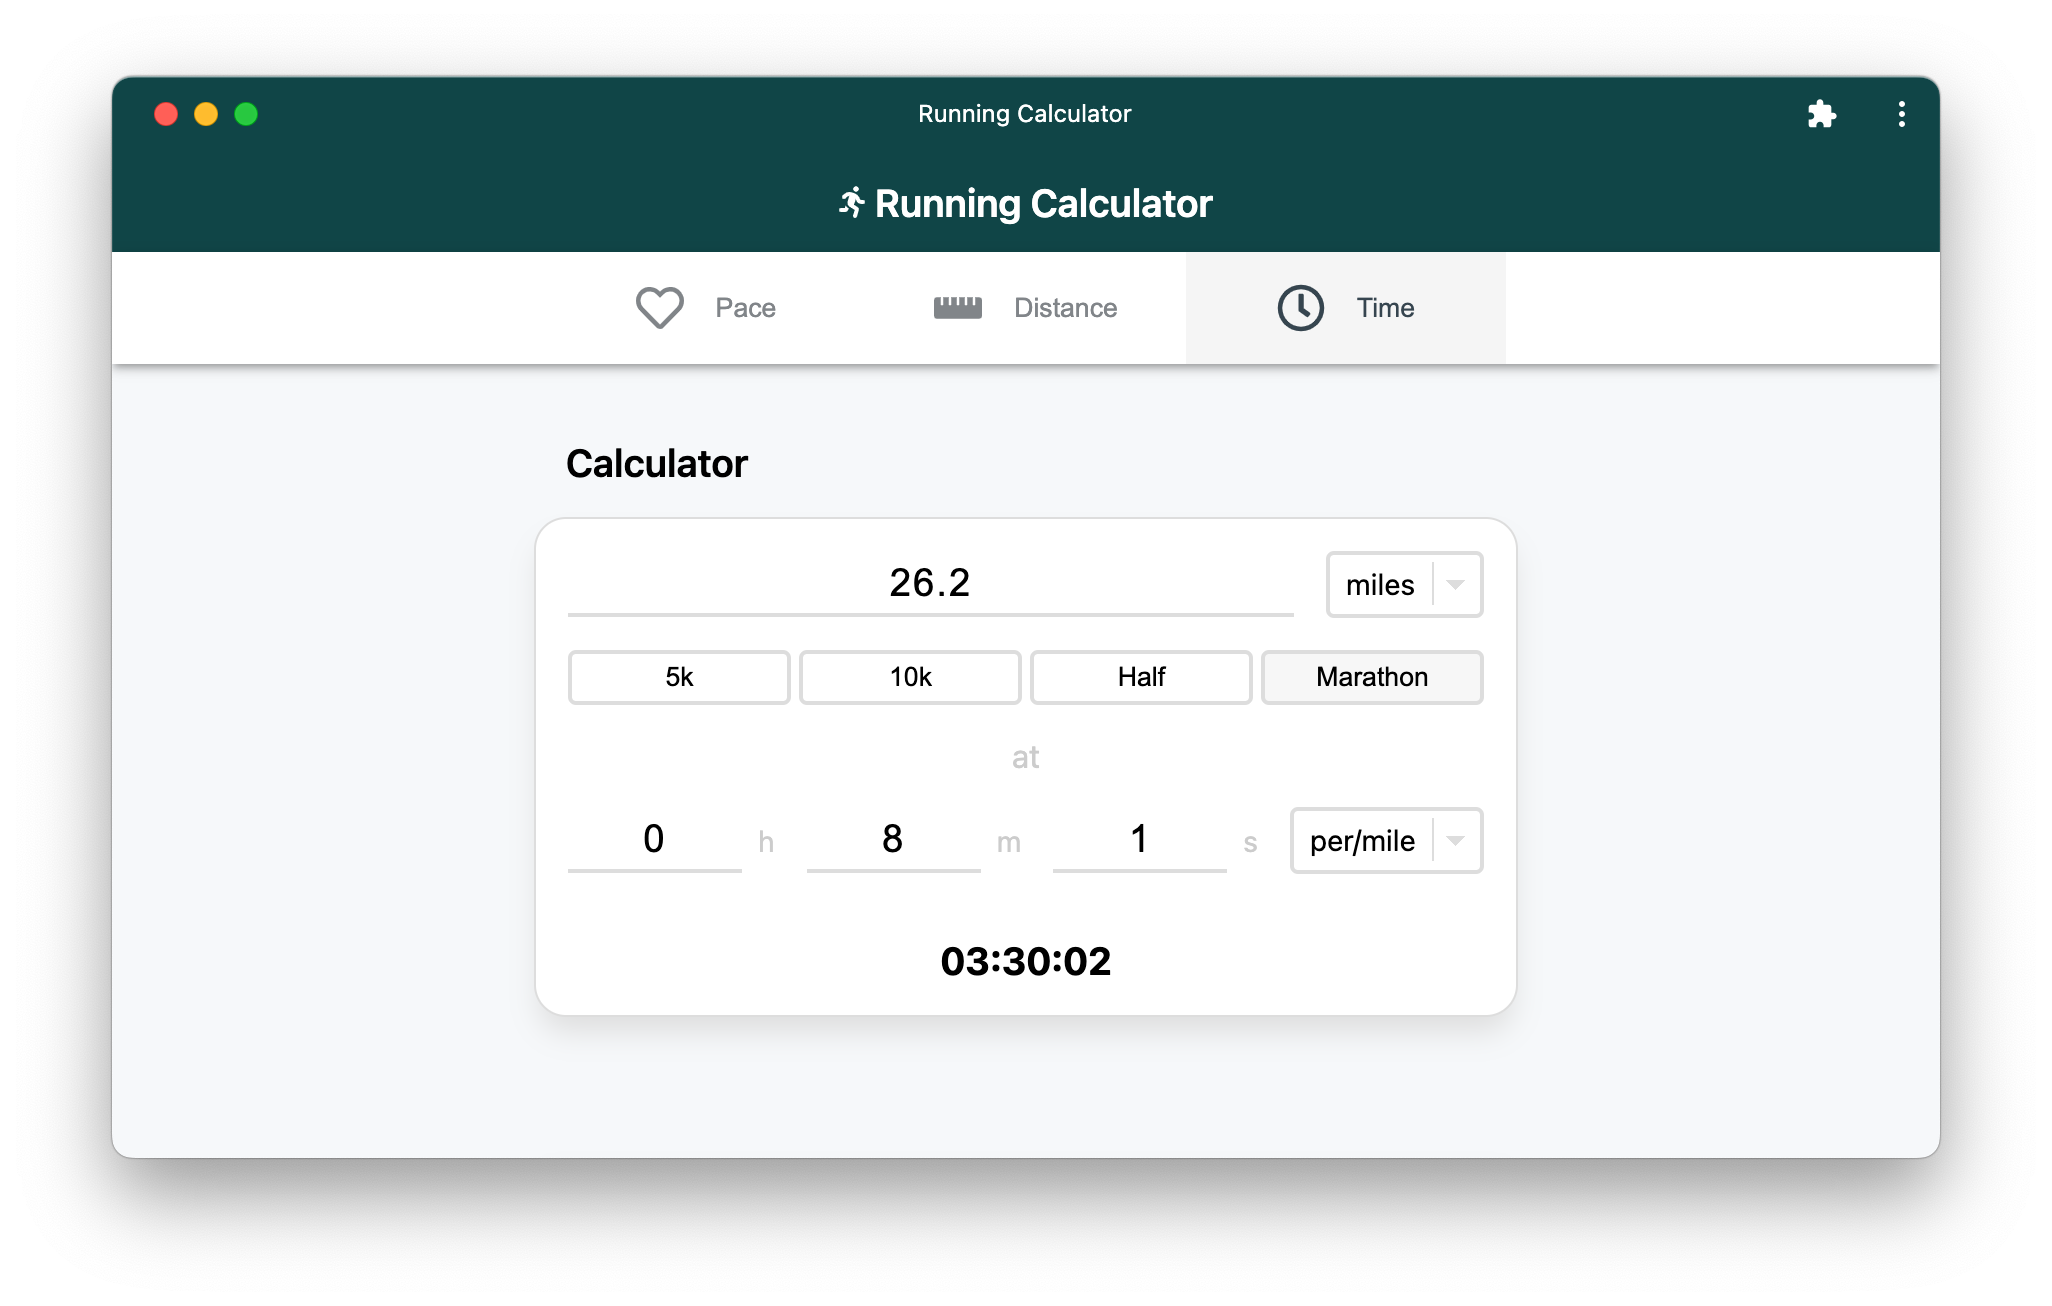 Running Calculator
Running Calculator
Pace Distance Time
Calculator
26.2 miles
5k 10k Half Marathon
at
0 h 8 m 1 s per/mile
03:30:02